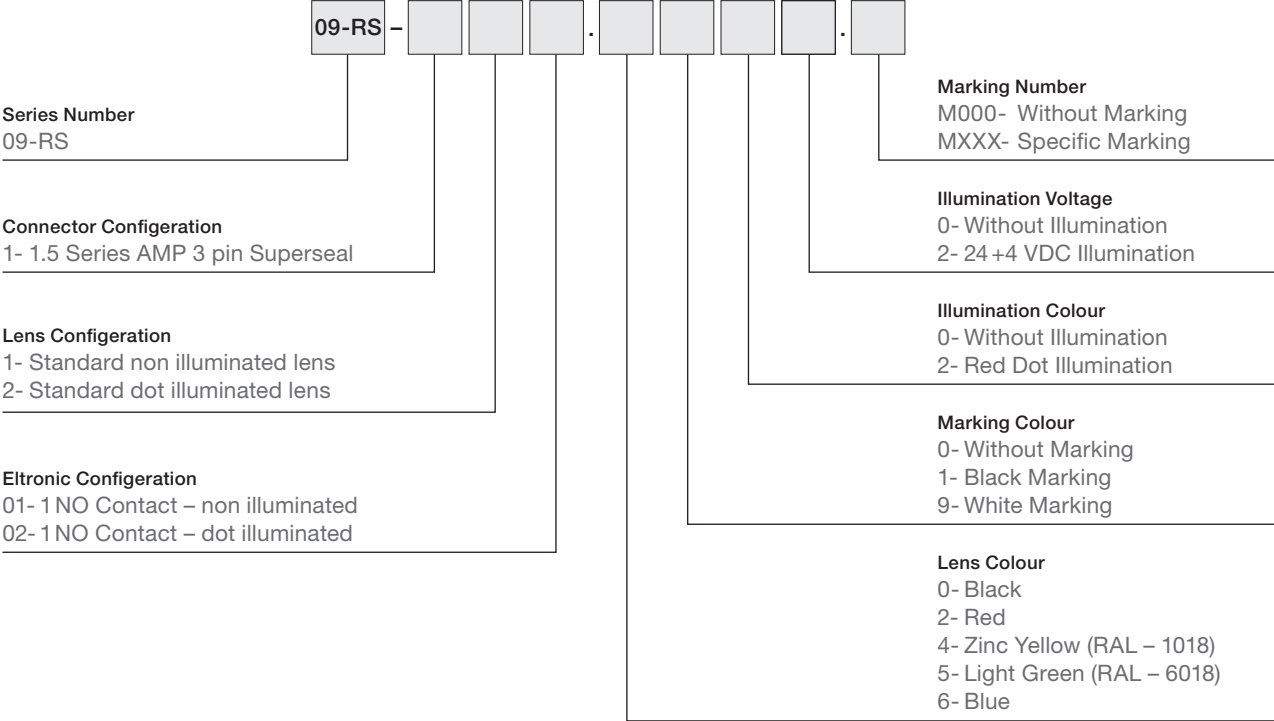 09-RS – . .
Series Number
09-RS
Connector Configeration
1- 1.5 Series AMP 3 pin Superseal
Lens Configeration
1- Standard non illuminated lens
2- Standard dot illuminated lens
Eltronic Configeration
01- 1 NO Contact – non illuminated
02- 1 NO Contact – dot illuminated
Marking Number
M000- Without Marking
MXXX- Specific Marking
Illumination Voltage
0- Without Illumination
2- 24 +4 VDC Illumination
Illumination Colour
0- Without Illumination
2- Red Dot Illumination
Marking Colour
0- Without Marking
1- Black Marking
9- White Marking
Lens Colour
0- Black
2- Red
4- Zinc Yellow (RAL – 1018)
5- Light Green (RAL – 6018)
6- Blue